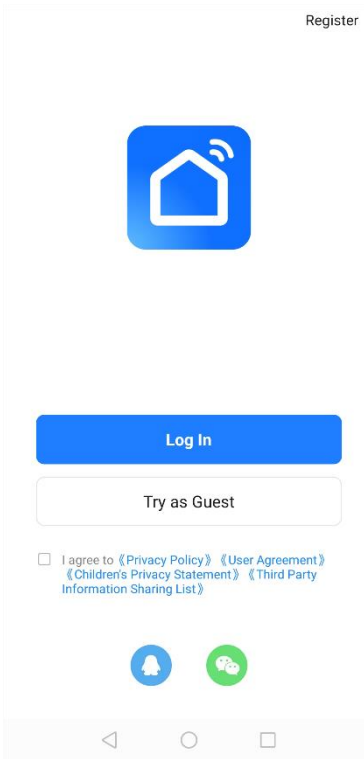 Register
Log In
Try as Guest
I agree to《Privacy Policy》《User Agreement》
《Children's Privacy Statement》《Third Party
Information Sharing List》